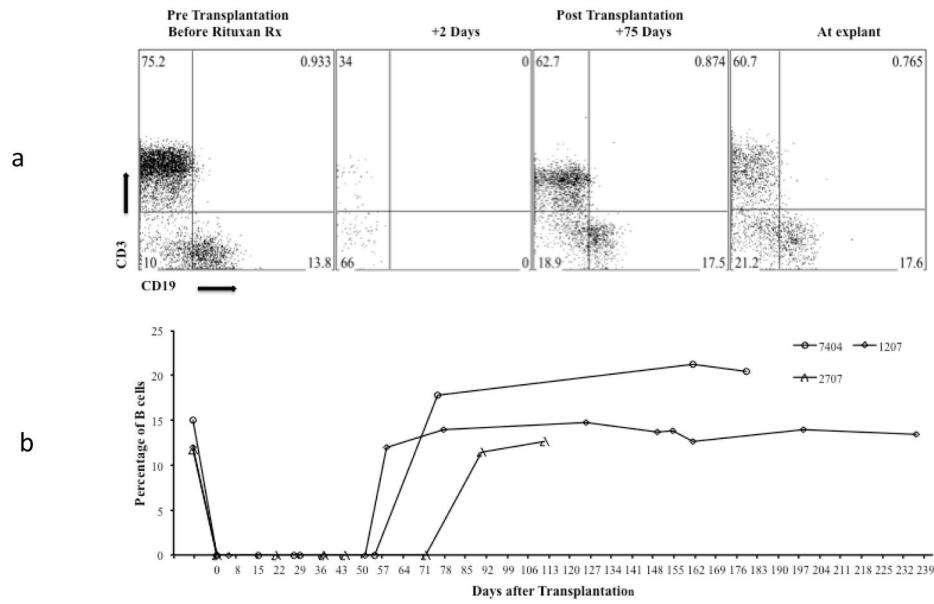 Pre Transplantation
Before Rituxan Rx
+2 Days
Post Transplantation
+75 Days
At explant
75.2 0.933 34 0 62.7 0.874 60.7 0.765
a
CD3
10 13.8 66 0 18.9 17.5 21.2 17.6
CD19
b
Percentage of B cells
25
20
15
10
5
0
7404 1207
2707
0 8 15 22 29 36 43 50 57 64 71 78 85 92 99 106 113 120 127 134 141 148 155 162 169 176 183 190 197 204 211 218 225 232 239
Days after Transplantation